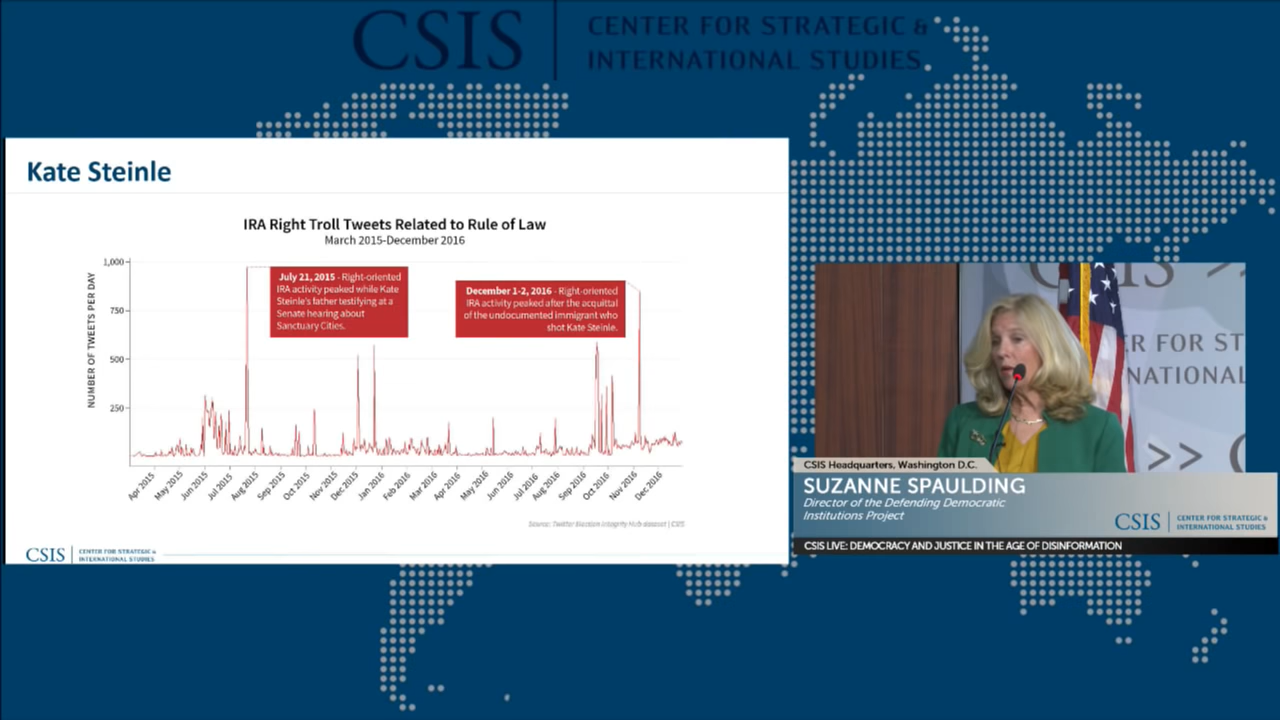 CSIS
CENTER FOR STRATEGIC &
INTERNATIONAL STUDIES
Kate Steinle
IRA Right Troll Tweets Related to Rule of Law
March 2015-December 2016
NUMBER OF TWEETS PER DAY
1,000
750
500
250
July 21, 2015 - Right-oriented
IRA activity peaked while Kate
Steinle's father testifying at a
Senate hearing about
Sanctuary Cities.
December 1-2, 2016 - Right-oriented
IRA activity peaked after the acquittal
of the undocumented immigrant who
shot Kate Steinle.
Apr 2015
May 2015
Jun 2015
Jul 2015
Aug 2015
Sep 2015
Oct 2015
Nov 2015
Dec 2015
Jan 2016
Feb 2016
Mar 2016
Apr 2016
May 2016
Jun 2016
Jul 2016
Aug 2016
Sep 2016
Oct 2016
Nov 2016
Dec 2016
Source: Twitter Election Integrity Hub dataset | CSIS
CSIS
CENTER FOR STRATEGIC &
INTERNATIONAL STUDIES
CSIS >>
ER FOR ST
NATIONAL
>> C
CSIS Headquarters, Washington D.C.
SUZANNE SPAULDING
Director of the Defending Democratic
Institutions Project
CSIS
CENTER FOR STRATEGIC &
INTERNATIONAL STUDIES
CSIS LIVE: DEMOCRACY AND JUSTICE IN THE AGE OF DISINFORMATION